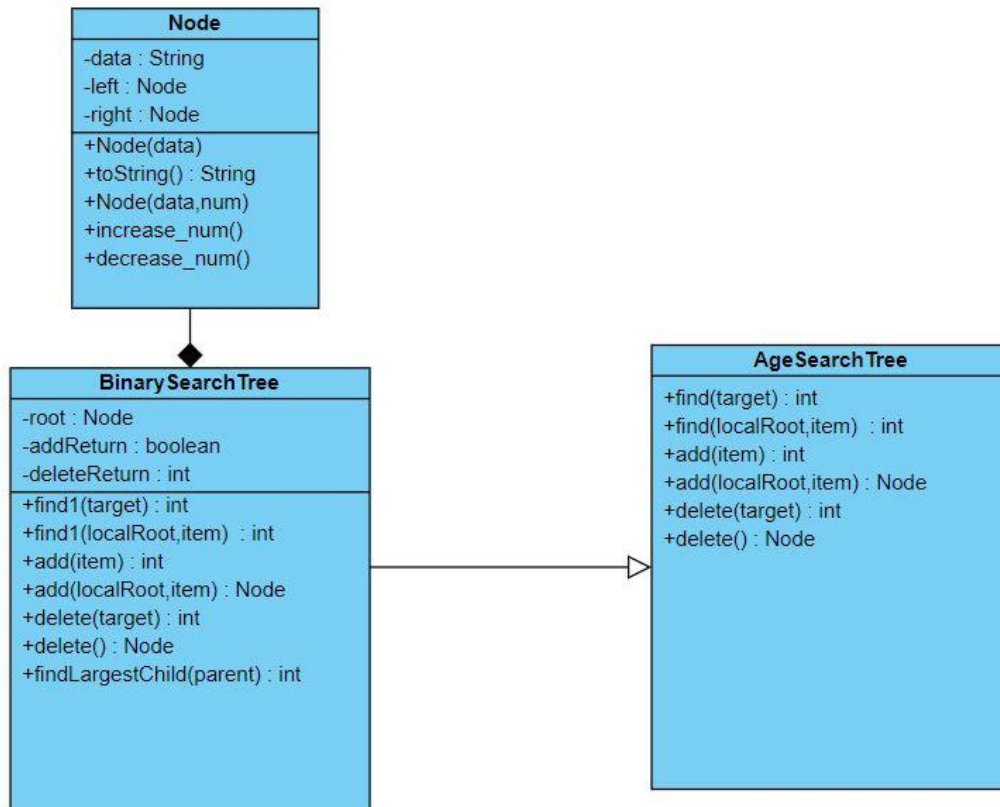 Node
-data : String
-left : Node
-right : Node
+Node(data)
+toString() : String
+Node(data,num)
+increase_num()
+decrease_num()
BinarySearchTree
-root : Node
-addReturn : boolean
-deleteReturn : int
+find1(target) : int
+find1(localRoot,item) : int
+add(item) : int
+add(localRoot,item) : Node
+delete(target) : int
+delete() : Node
+findLargestChild(parent) : int
AgeSearchTree
+find(target) : int
+find(localRoot,item) : int
+add(item) : int
+add(localRoot,item) : Node
+delete(target) : int
+delete() : Node